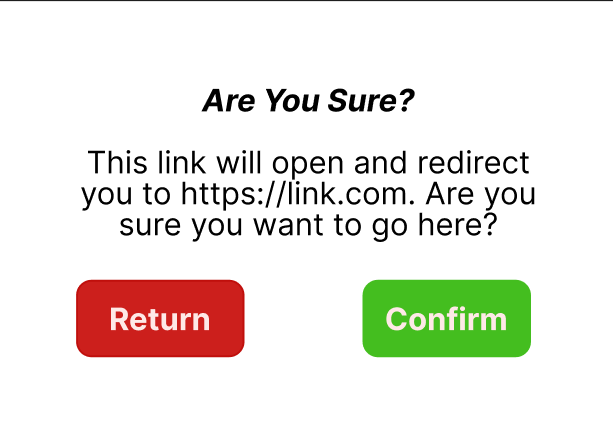 Are You Sure?
This link will open and redirect
you to https://link.com. Are you
sure you want to go here?
Return
Confirm